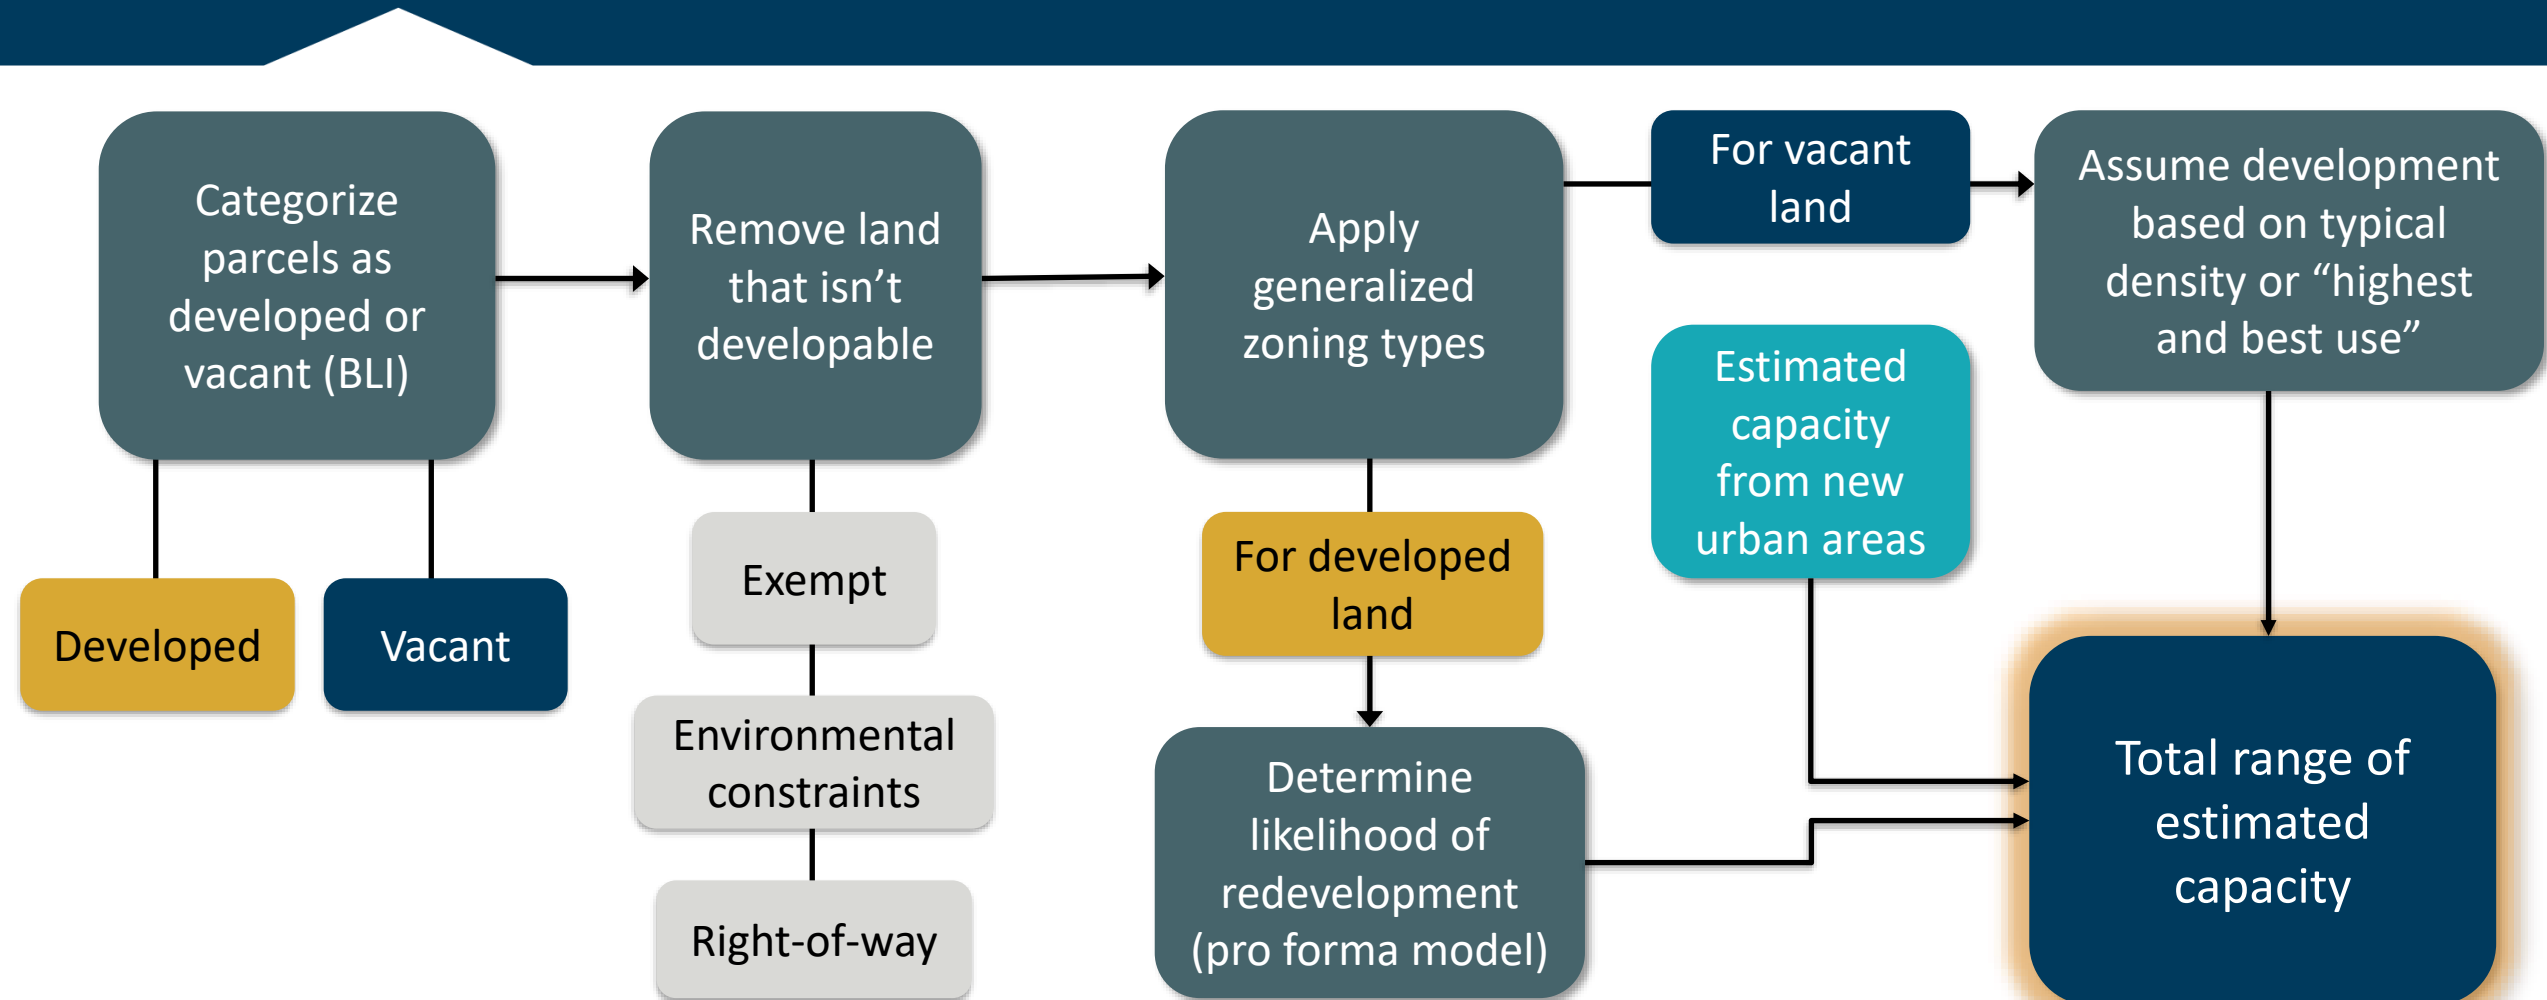 Categorize
parcels as
developed or
vacant (BLI)
Developed
Vacant
Remove land
that isn’t
developable
Exempt
Environmental
constraints
Right-of-way
Apply
generalized
zoning types
For developed
land
Determine
likelihood of
redevelopment
(pro forma model)
For vacant
land
Estimated
capacity
from new
urban areas
Assume development
based on typical
density or “highest
and best use”
Total range of
estimated
capacity